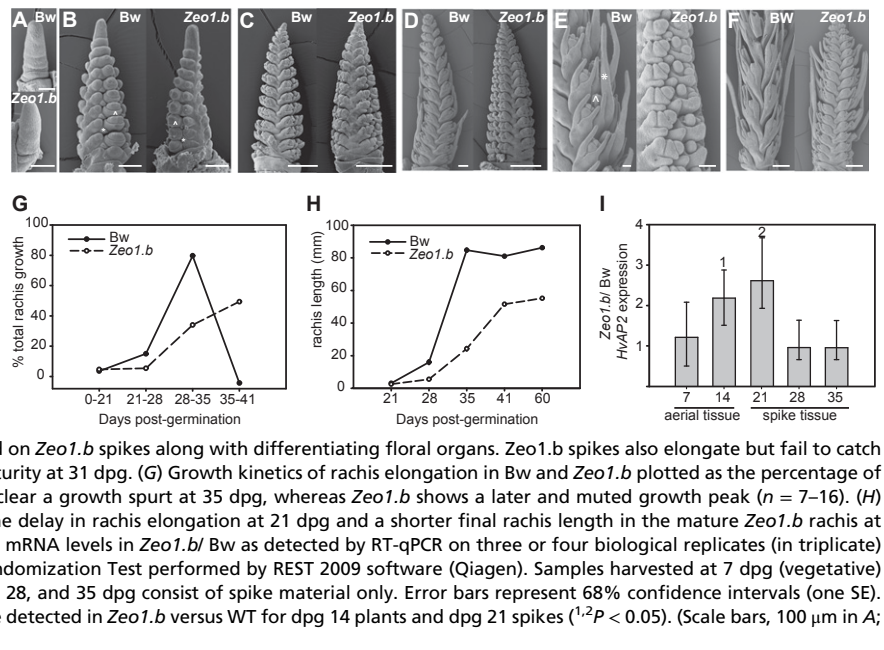 A Bw B Bw Zeo1.b C Bw Zeo1.b D Bw Zeo1.b E Bw Zeo1.b F Bw Zeo1.b
Zeo1.b
^ * ^ * * ^
G
100
80
60
40
20
0
% total rachis growth
Bw
Zeo1.b
0-21 21-28 28-35 35-41
Days post-germination
H
100
80
60
40
20
0
rachis length (mm)
Bw
Zeo1.b
21 28 35 41 60
Days post-germination
I
4
3
2
1
Zeo1.b/ Bw
HvAP2 expression
1 2
7 14 21 28 35
aerial tissue spike tissue
d on Zeo1.b spikes along with differentiating floral organs. Zeo1.b spikes also elongate but fail to catch
turity at 31 dpg. (G) Growth kinetics of rachis elongation in Bw and Zeo1.b plotted as the percentage of
clear a growth spurt at 35 dpg, whereas Zeo1.b shows a later and muted growth peak (n = 7–16). (H)
ne delay in rachis elongation at 21 dpg and a shorter final rachis length in the mature Zeo1.b rachis at
mRNA levels in Zeo1.b/ Bw as detected by RT-qPCR on three or four biological replicates (in triplicate)
ndomization Test performed by REST 2009 software (Qiagen). Samples harvested at 7 dpg (vegetative)
28, and 35 dpg consist of spike material only. Error bars represent 68% confidence intervals (one SE).
e detected in Zeo1.b versus WT for dpg 14 plants and dpg 21 spikes (1,2P < 0.05). (Scale bars, 100 μm in A;